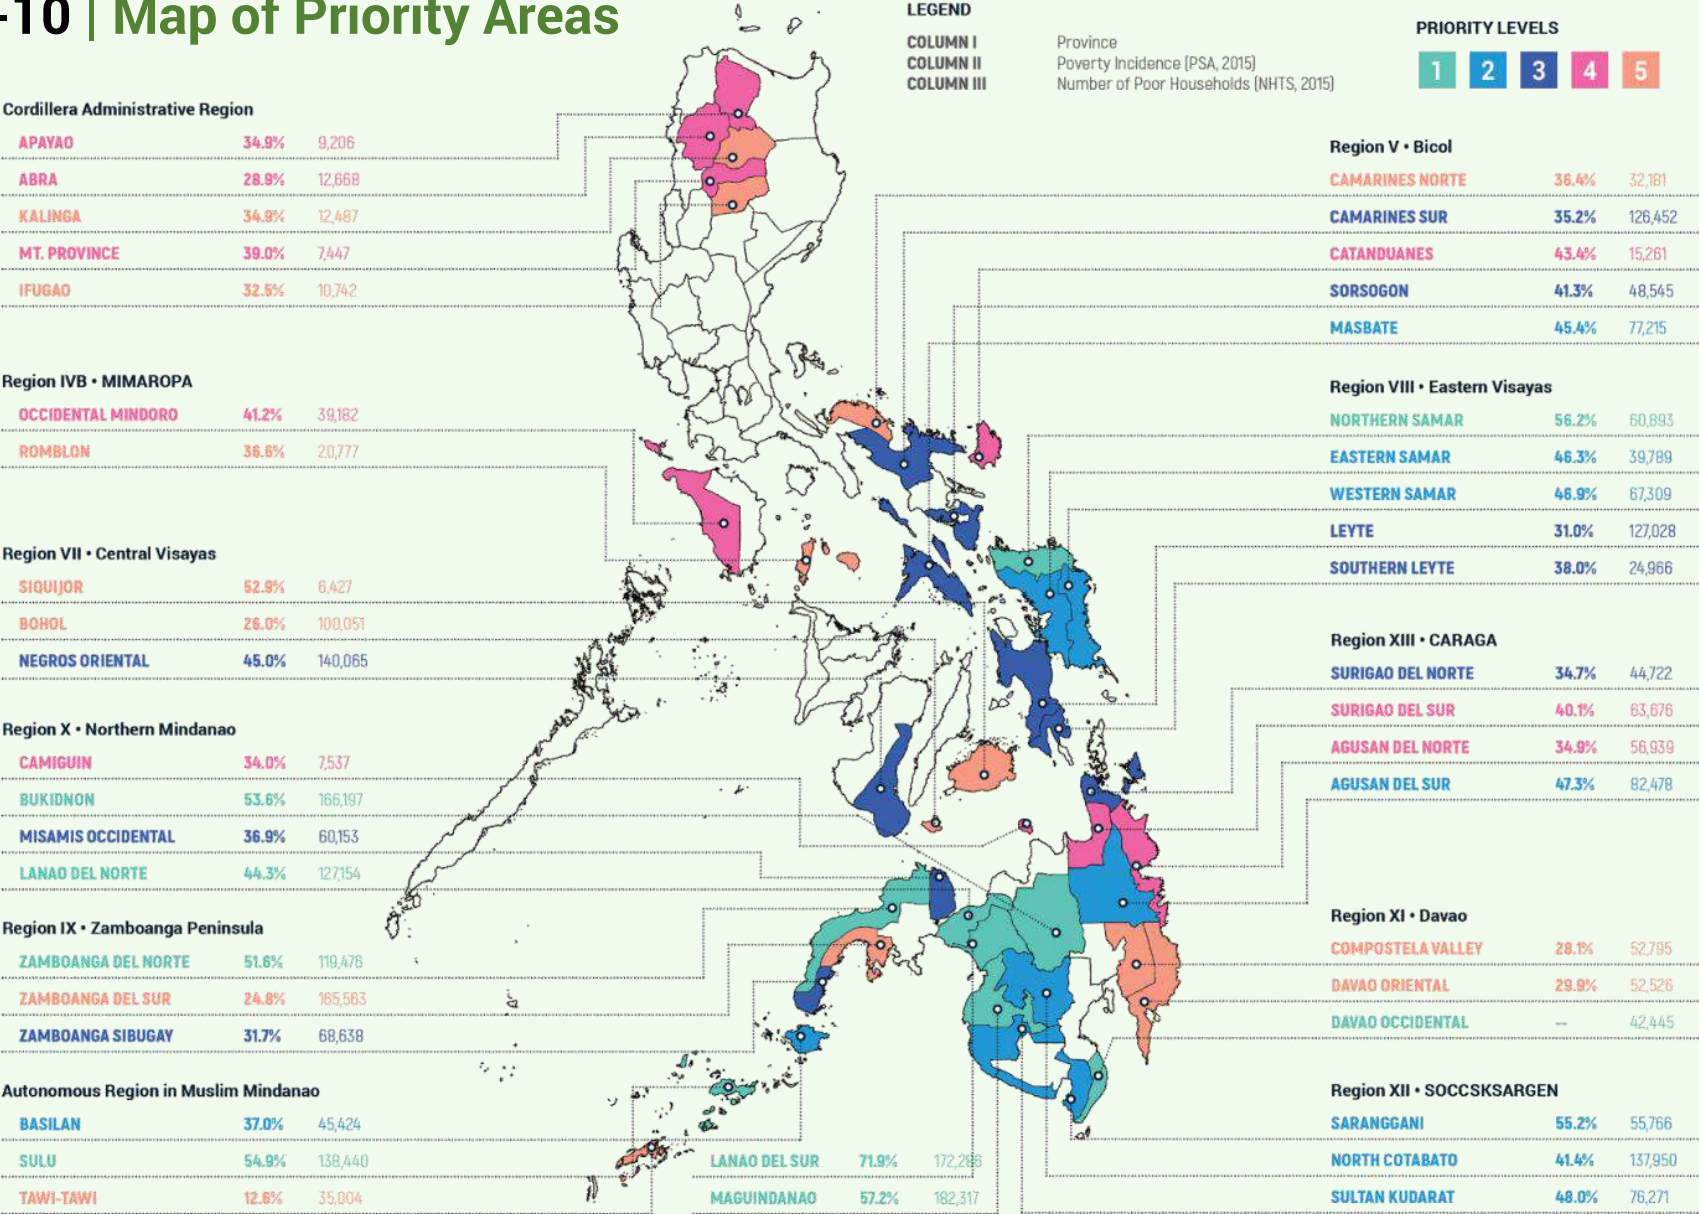 -10 | Map of Priority Areas
LEGEND
COLUMN I Province
COLUMN II Poverty Incidence (PSA, 2015)
COLUMN III Number of Poor Households (NHTS, 2015)
PRIORITY LEVELS
1 2 3 4 5
Cordillera Administrative Region
APAYAO 34.9% 9,206
ABRA 28.9% 12,668
KALINGA 34.9% 12,487
MT. PROVINCE 39.0% 7,447
IFUGAO 32.5% 10,742
Region IVB • MIMAROPA
OCCIDENTAL MINDORO 41.2% 39,182
ROMBLON 36.6% 20,777
Region VII • Central Visayas
SIQUIJOR 52.9% 6,427
BOHOL 26.0% 100,051
NEGROS ORIENTAL 45.0% 140,065
Region X • Northern Mindanao
CAMIGUIN 34.0% 7,537
BUKIDNON 53.6% 166,197
MISAMIS OCCIDENTAL 36.9% 60,153
LANAO DEL NORTE 44.3% 127,154
Region IX • Zamboanga Peninsula
ZAMBOANGA DEL NORTE 51.6% 119,476
ZAMBOANGA DEL SUR 24.8% 165,563
ZAMBOANGA SIBUGAY 31.7% 68,638
Autonomous Region in Muslim Mindanao
BASILAN 37.0% 45,424
SULU 54.9% 138,440
TAWI-TAWI 12.6% 35,004
LANAO DEL SUR 71.9% 172,286
MAGUINDANAO 57.2% 182,317
Region V • Bicol
CAMARINES NORTE 36.4% 32,181
CAMARINES SUR 35.2% 126,452
CATANDUANES 43.4% 15,261
SORSOGON 41.3% 48,545
MASBATE 45.4% 77,215
Region VIII • Eastern Visayas
NORTHERN SAMAR 56.2% 60,893
EASTERN SAMAR 46.3% 39,789
WESTERN SAMAR 46.9% 67,309
LEYTE 31.0% 127,028
SOUTHERN LEYTE 38.0% 24,966
Region XIII • CARAGA
SURIGAO DEL NORTE 34.7% 44,722
SURIGAO DEL SUR 40.1% 63,676
AGUSAN DEL NORTE 34.9% 56,939
AGUSAN DEL SUR 47.3% 82,478
Region XI • Davao
COMPOSTELA VALLEY 28.1% 52,795
DAVAO ORIENTAL 29.9% 52,526
DAVAO OCCIDENTAL -- 42,445
Region XII • SOCCSKSARGEN
SARANGGANI 55.2% 55,766
NORTH COTABATO 41.4% 137,950
SULTAN KUDARAT 48.0% 76,271